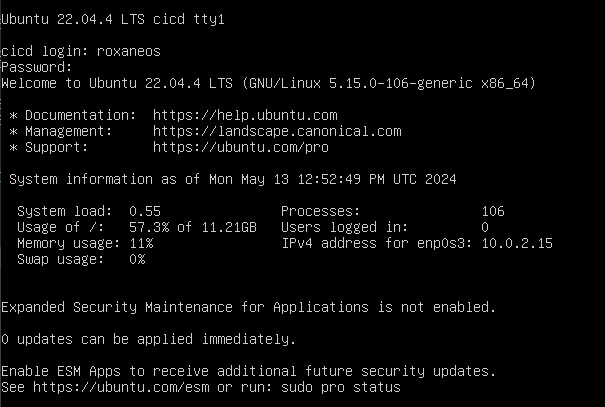 Ubuntu 22.04.4 LTS cicd tty1
cicd login: roxaneos
Password:
Welcome to Ubuntu 22.04.4 LTS (GNU/Linux 5.15.0-106-generic x86_64)
* Documentation:  https://help.ubuntu.com
* Management:     https://landscape.canonical.com
* Support:        https://ubuntu.com/pro
System information as of Mon May 13 12:52:49 PM UTC 2024
System load:  0.55               Processes:               106
Usage of /:   57.3% of 11.21GB   Users logged in:         0
Memory usage: 11%                IPv4 address for enp0s3: 10.0.2.15
Swap usage:   0%
Expanded Security Maintenance for Applications is not enabled.
0 updates can be applied immediately.
Enable ESM Apps to receive additional future security updates.
See https://ubuntu.com/esm or run: sudo pro status